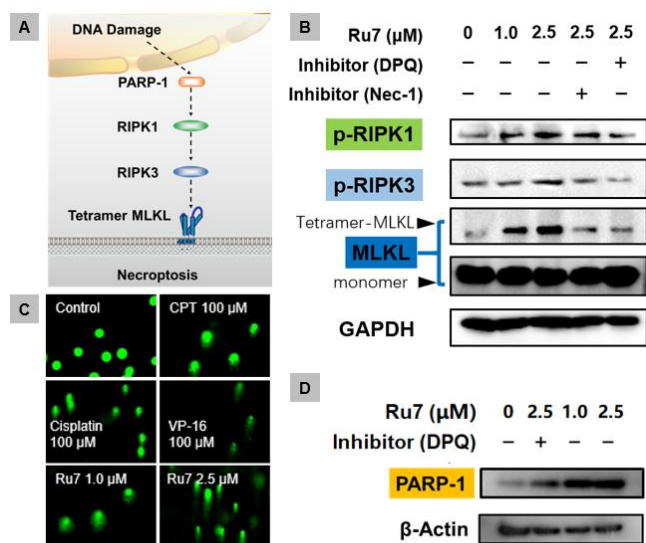 A
DNA Damage
PARP-1
RIPK1
RIPK3
Tetramer MLKL
Necroptosis
B
Ru7 (μM) 0 1.0 2.5 2.5 2.5
Inhibitor (DPQ) – – – – +
Inhibitor (Nec-1) – – – + –
p-RIPK1
p-RIPK3
Tetramer-MLKL
MLKL
monomer
GAPDH
C
Control
CPT 100 μM
Cisplatin
100 μM
VP-16
100 μM
Ru7 1.0 μM
Ru7 2.5 μM
D
Ru7 (μM) 0 2.5 1.0 2.5
Inhibitor (DPQ) – + – –
PARP-1
β-Actin